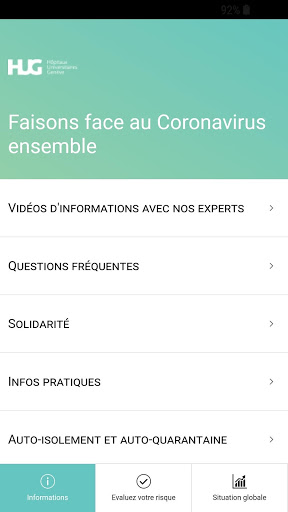 92%
HUG Hôpitaux
Universitaires
Genève
Faisons face au Coronavirus
ensemble
Vidéos d'informations avec nos experts
Questions fréquentes
Solidarité
Infos pratiques
Auto-isolement et auto-quarantaine
Informations
Evaluez votre risque
Situation globale